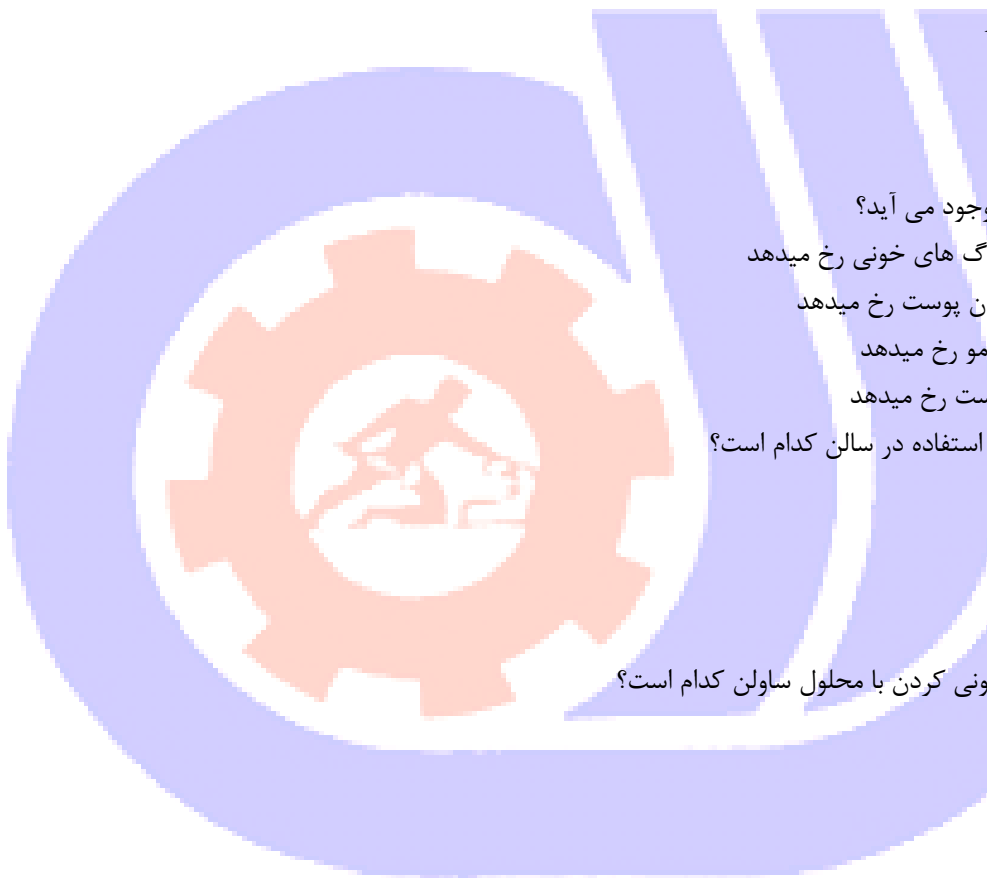 وجود می آید؟
گ های خونی رخ میدهد
ن پوست رخ میدهد
مو رخ میدهد
ست رخ میدهد
استفاده در سالن کدام است؟
ونی کردن با محلول ساولن کدام است؟